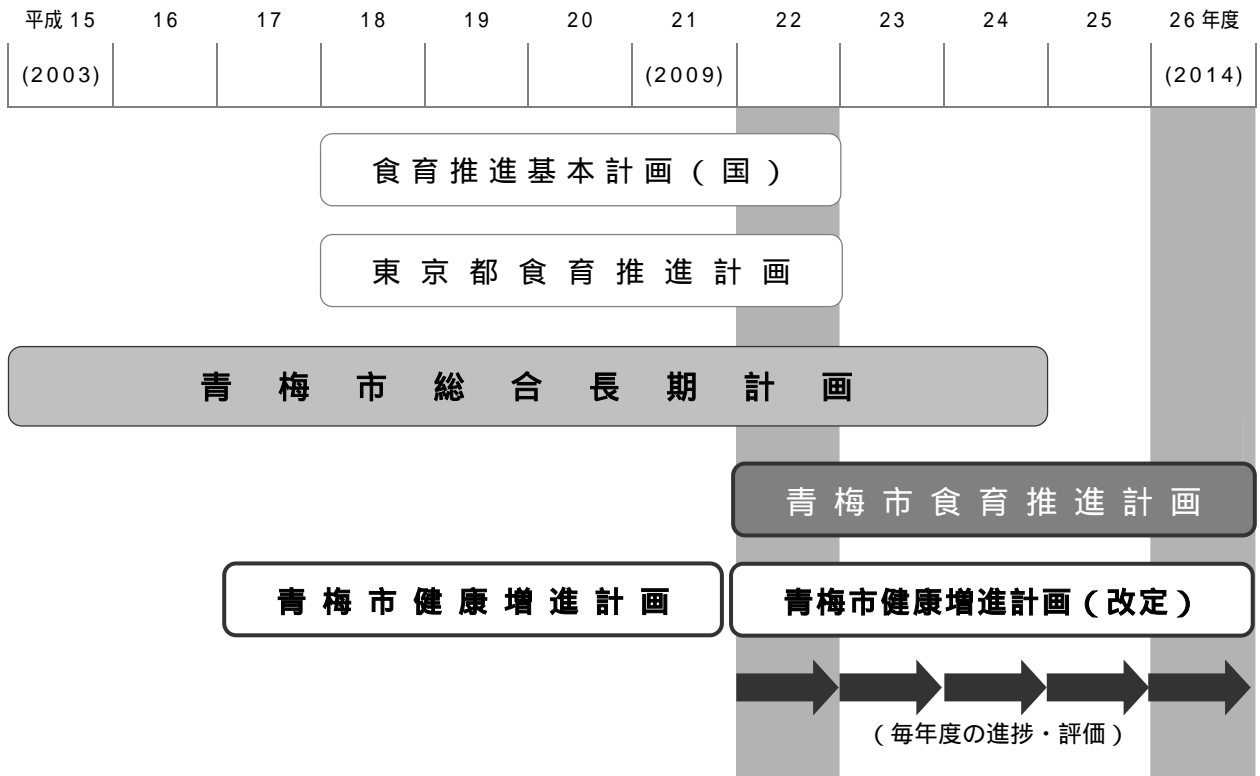 平成15 16 17 18 19 20 21 22 23 24 25 26年度
(2003) (2009) (2014)
食育推進基本計画(国)
東京都食育推進計画
青梅市総合長期計画
青梅市食育推進計画
青梅市健康増進計画 青梅市健康増進計画(改定)
(毎年度の進捗・評価)